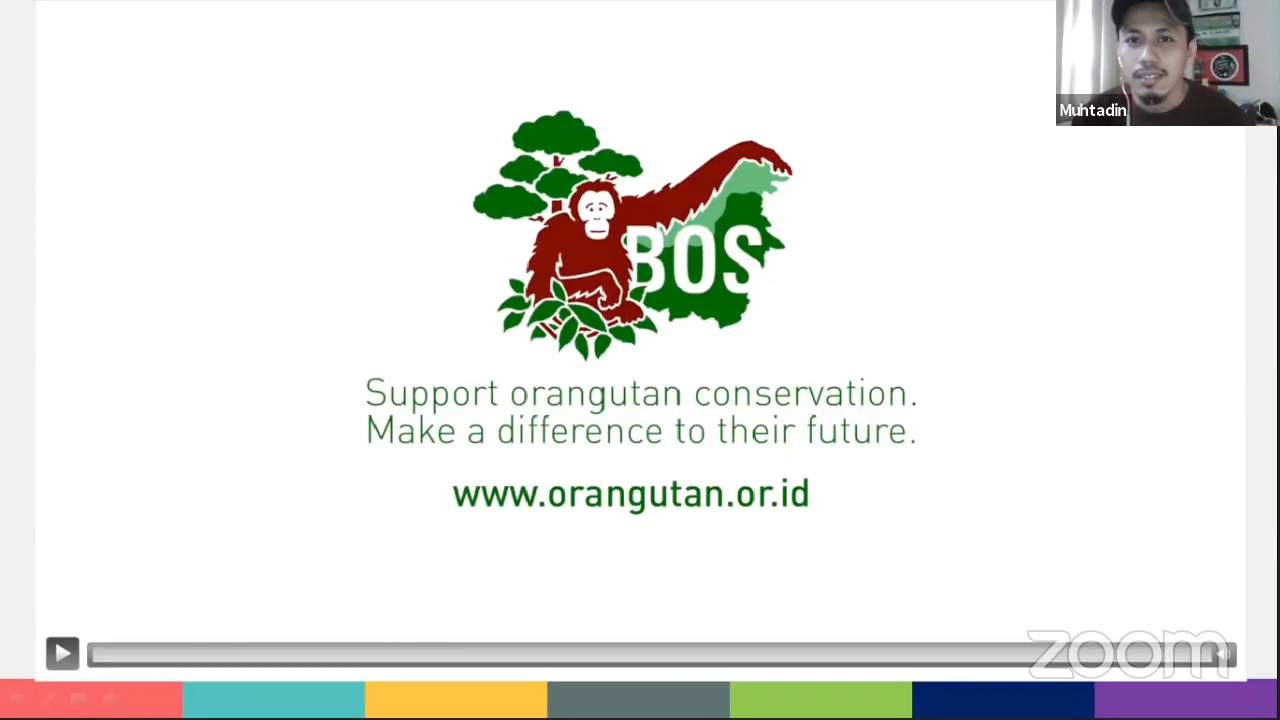 Muhtadin
BOS
Support orangutan conservation.
Make a difference to their future.
www.orangutan.or.id
zoom